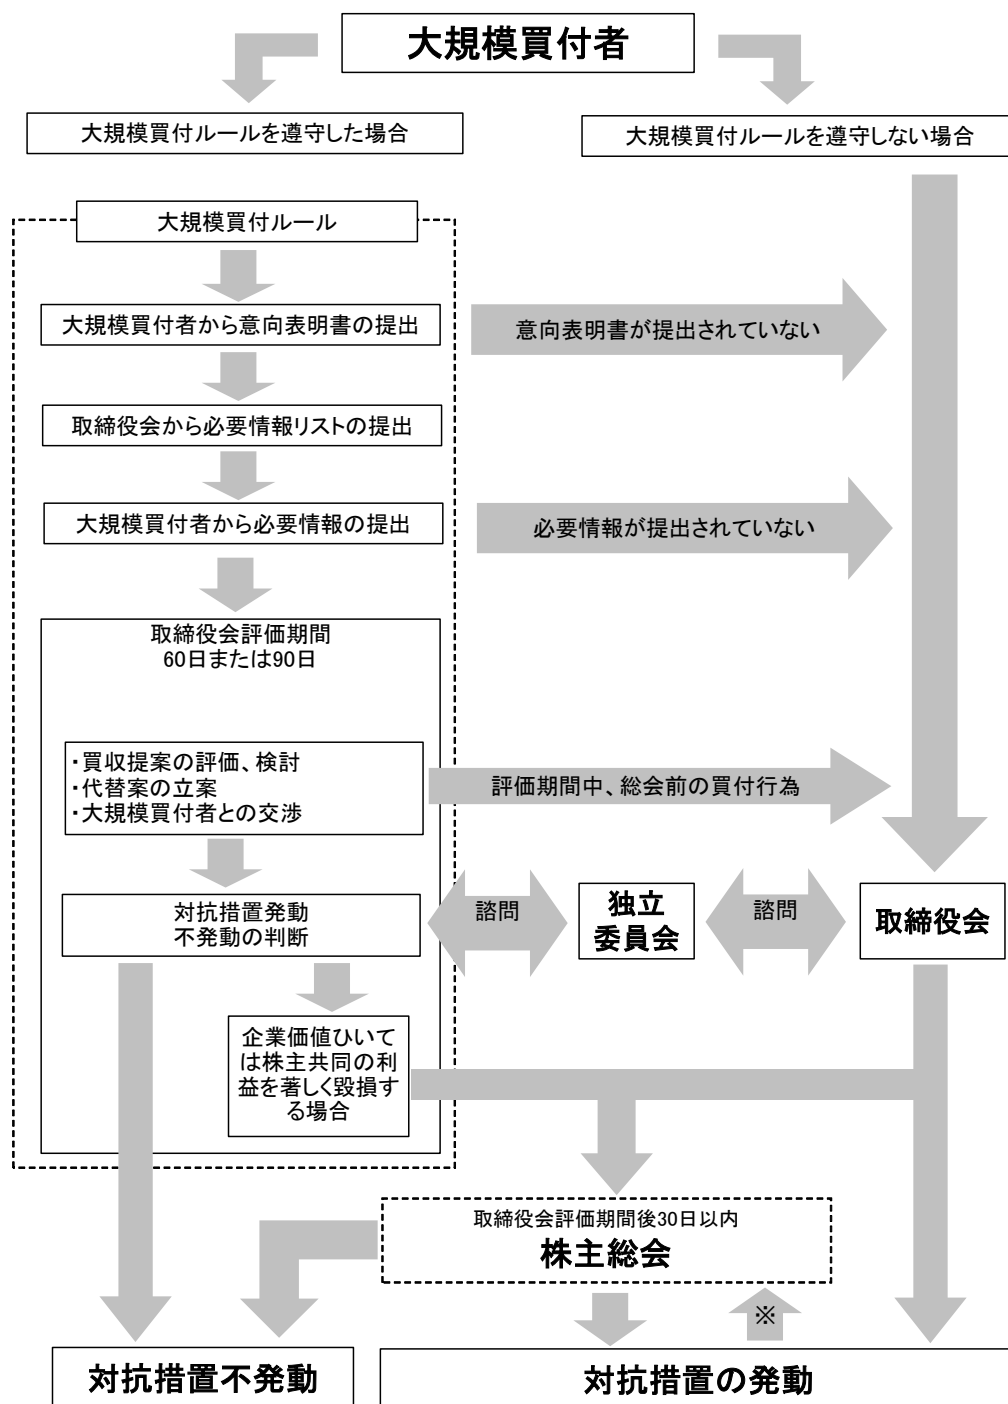 大規模買付者
大規模買付ルールを遵守した場合
大規模買付ルールを遵守しない場合
大規模買付ルール
大規模買付者から意向表明書の提出
意向表明書が提出されていない
取締役会から必要情報リストの提出
大規模買付者から必要情報の提出
必要情報が提出されていない
取締役会評価期間
60日または90日
・買収提案の評価、検討
・代替案の立案
・大規模買付者との交渉
評価期間中、総会前の買付行為
対抗措置発動
不発動の判断
諮問
独立
委員会
諮問
取締役会
企業価値ひいて
は株主共同の利
益を著しく毀損す
る場合
取締役会評価期間後30日以内
株主総会
※
対抗措置不発動
対抗措置の発動